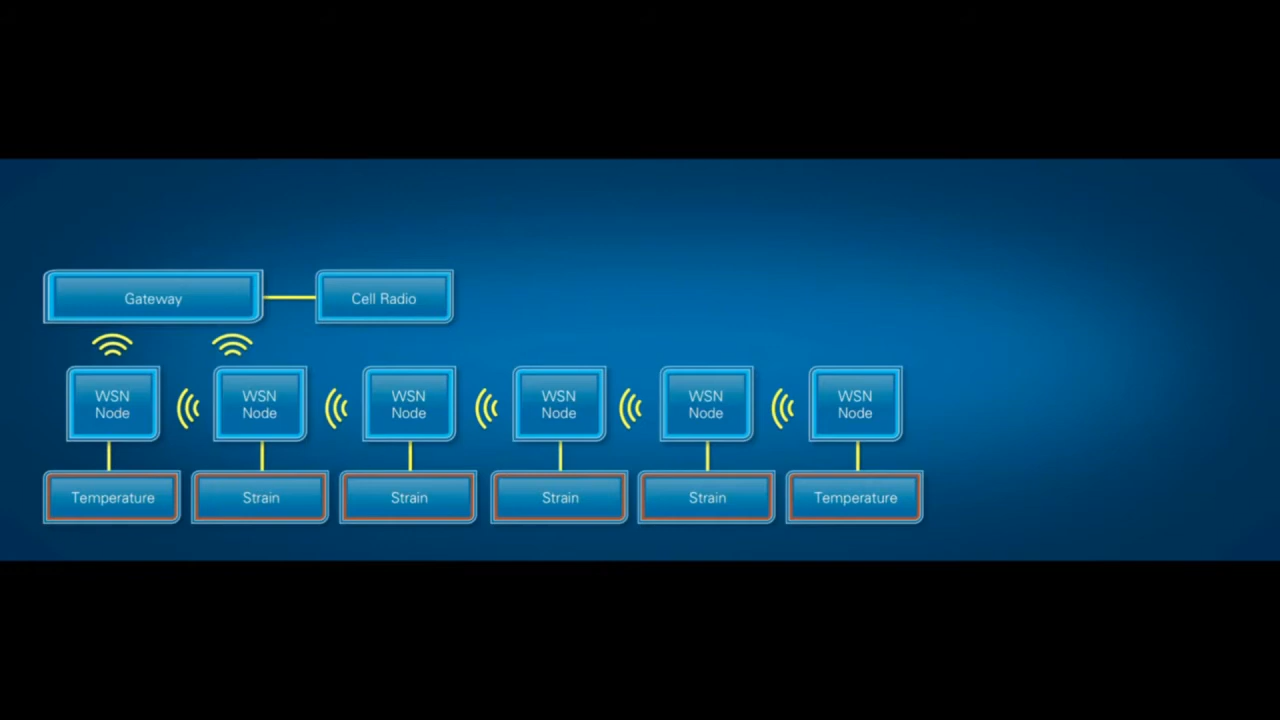 Gateway
Cell Radio
WSN
Node
WSN
Node
WSN
Node
WSN
Node
WSN
Node
WSN
Node
Temperature
Strain
Strain
Strain
Strain
Temperature